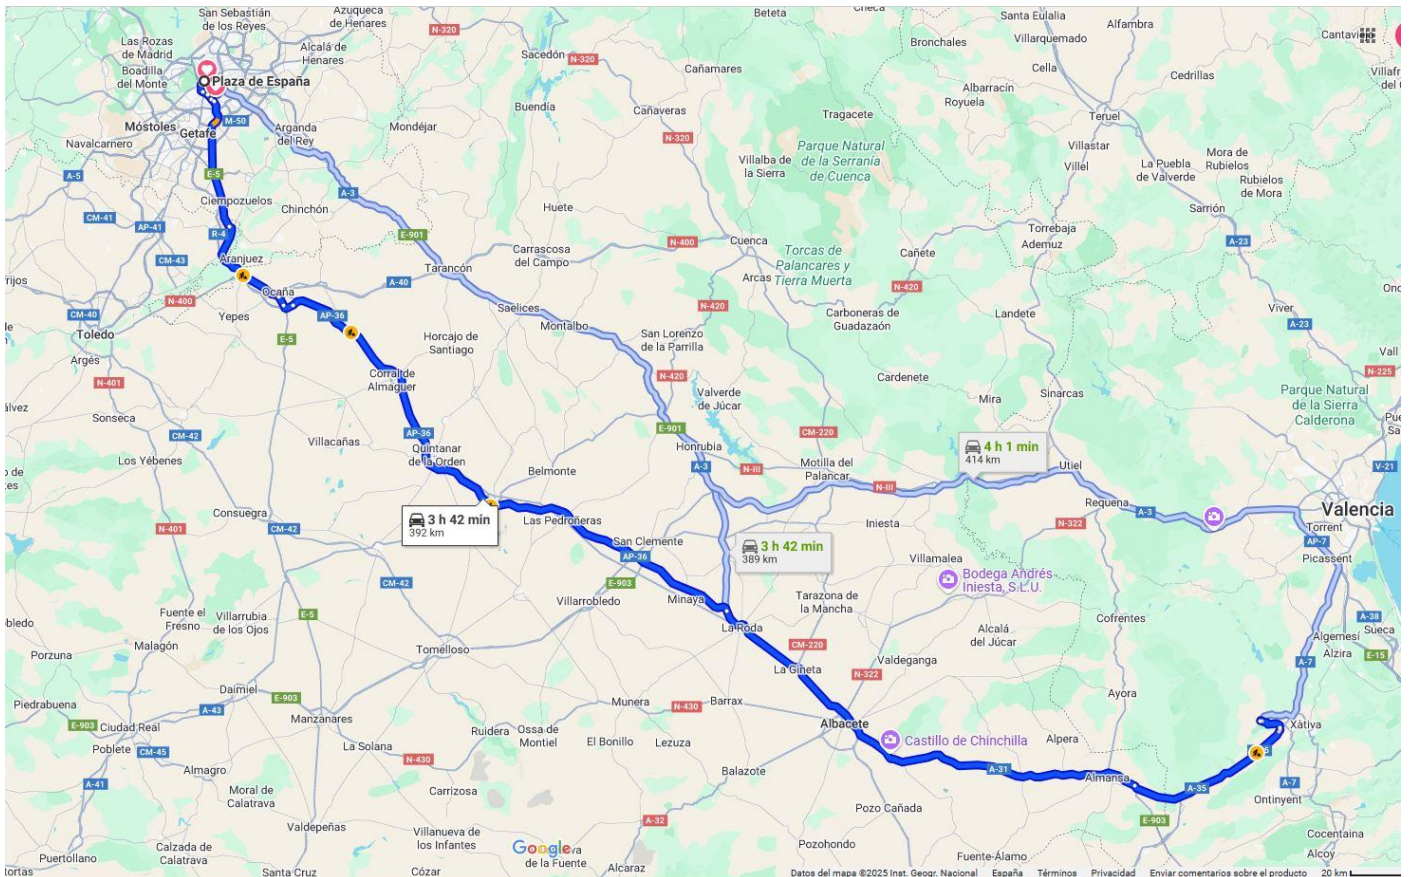 San Sebastián
de los Reyes
Azuqueca
de Henares
N-320
Beteta
Checa
Santa Eulalia
Villarquemado
Alfambra
Bronchales
Cantavieja
Las Rozas
de Madrid
Alcalá de
Henares
Sacedón
N-320
Cañamares
Cella
Cedrillas
Boadilla
del Monte
Plaza de España
Albarracín
Royuela
Buendía
Cañaveras
Tragacete
Teruel
Móstoles
Getafe
M-50
Arganda
del Rey
Mondéjar
N-320
Navalcarnero
Villalba de
la Sierra
Parque Natural
de la Serranía
de Cuenca
Villastar
Villel
La Puebla
de Valverde
Mora de
Rubielos
Rubielos
de Mora
A-5
E-5
A-3
Ciempozuelos
Chinchón
Huete
Sarrión
CM-41
AP-41
R-4
E-901
N-400
Cuenca
Torrebaja
Ademuz
A-23
CM-43
Aranjuez
Tarancón
Carrascosa
del Campo
Arcas
Torcas de
Palancares y
Tierra Muerta
Cañete
N-420
N-400
Ocaña
A-40
Saelices
N-420
Carboneras de
Guadazaón
Landete
Viver
A-23
CM-40
Toledo
Yepes
AP-36
E-5
Horcajo de
Santiago
Montalbo
San Lorenzo
de la Parrilla
Argés
N-401
Corral de
Almaguer
N-420
Valverde
de Júcar
Cardenete
Mira
Sinarcas
N-225
Parque Natural
de la Sierra
Calderona
Sonseca
CM-42
Villacañas
AP-36
Quintanar
de la Orden
E-901
Honrubia
CM-220
4 h 1 min
414 km
Los Yébenes
Belmonte
A-3
N-III
Motilla del
Palancar
N-III
Utiel
V-21
Requena
A-3
Valencia
Consuegra
N-401
CM-42
3 h 42 min
392 km
Las Pedroñeras
Iniesta
N-322
Torrent
AP-7
Picassent
San Clemente
AP-36
3 h 42 min
389 km
Villamalea
Bodega Andrés
Iniesta, S.L.U.
CM-42
E-903
Villarrobledo
Minaya
Tarazona de
la Mancha
Fuente el
Fresno
Villarrubia
de los Ojos
E-5
La Roda
Alcalá
del Júcar
Cofrentes
A-38
Sueca
Algemesí
Alzira
E-15
Malagón
Porzuna
Tomelloso
CM-220
La Gineta
Valdeganga
N-322
A-7
Piedrabuena
Daimiel
E-903
A-43
Manzanares
Munera
N-430
Barrax
Ayora
E-903
Ciudad Real
Albacete
Xàtiva
Poblete
CM-45
La Solana
Ruidera
Ossa de
Montiel
El Bonillo
Lezuza
Castillo de Chinchilla
Alpera
A-41
Almagro
N-430
Balazote
A-31
Almansa
A-35
A-7
Ontinyent
Moral de
Calatrava
Carrizosa
Pozo Cañada
E-903
Valdepeñas
Villanueva de
los Infantes
A-32
Cocentaina
Alcoy
Puertollano
Calzada de
Calatrava
Google
de la Fuente
Pozohondo
Fuente-Álamo
Santa Cruz
Cózar
Alcaraz
Datos del mapa ©2025 Inst. Geogr. Nacional España Términos Privacidad Enviar comentarios sobre el producto 20 km